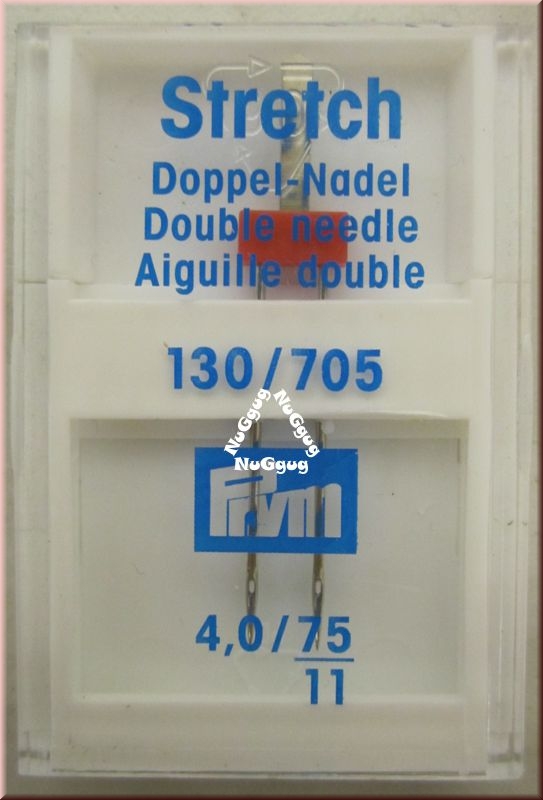 Stretch
Doppel-Nadel
Double needle
Aiguille double
130/705
NuGgug NuGgug
NuGgug
Prym
4,0/75
11